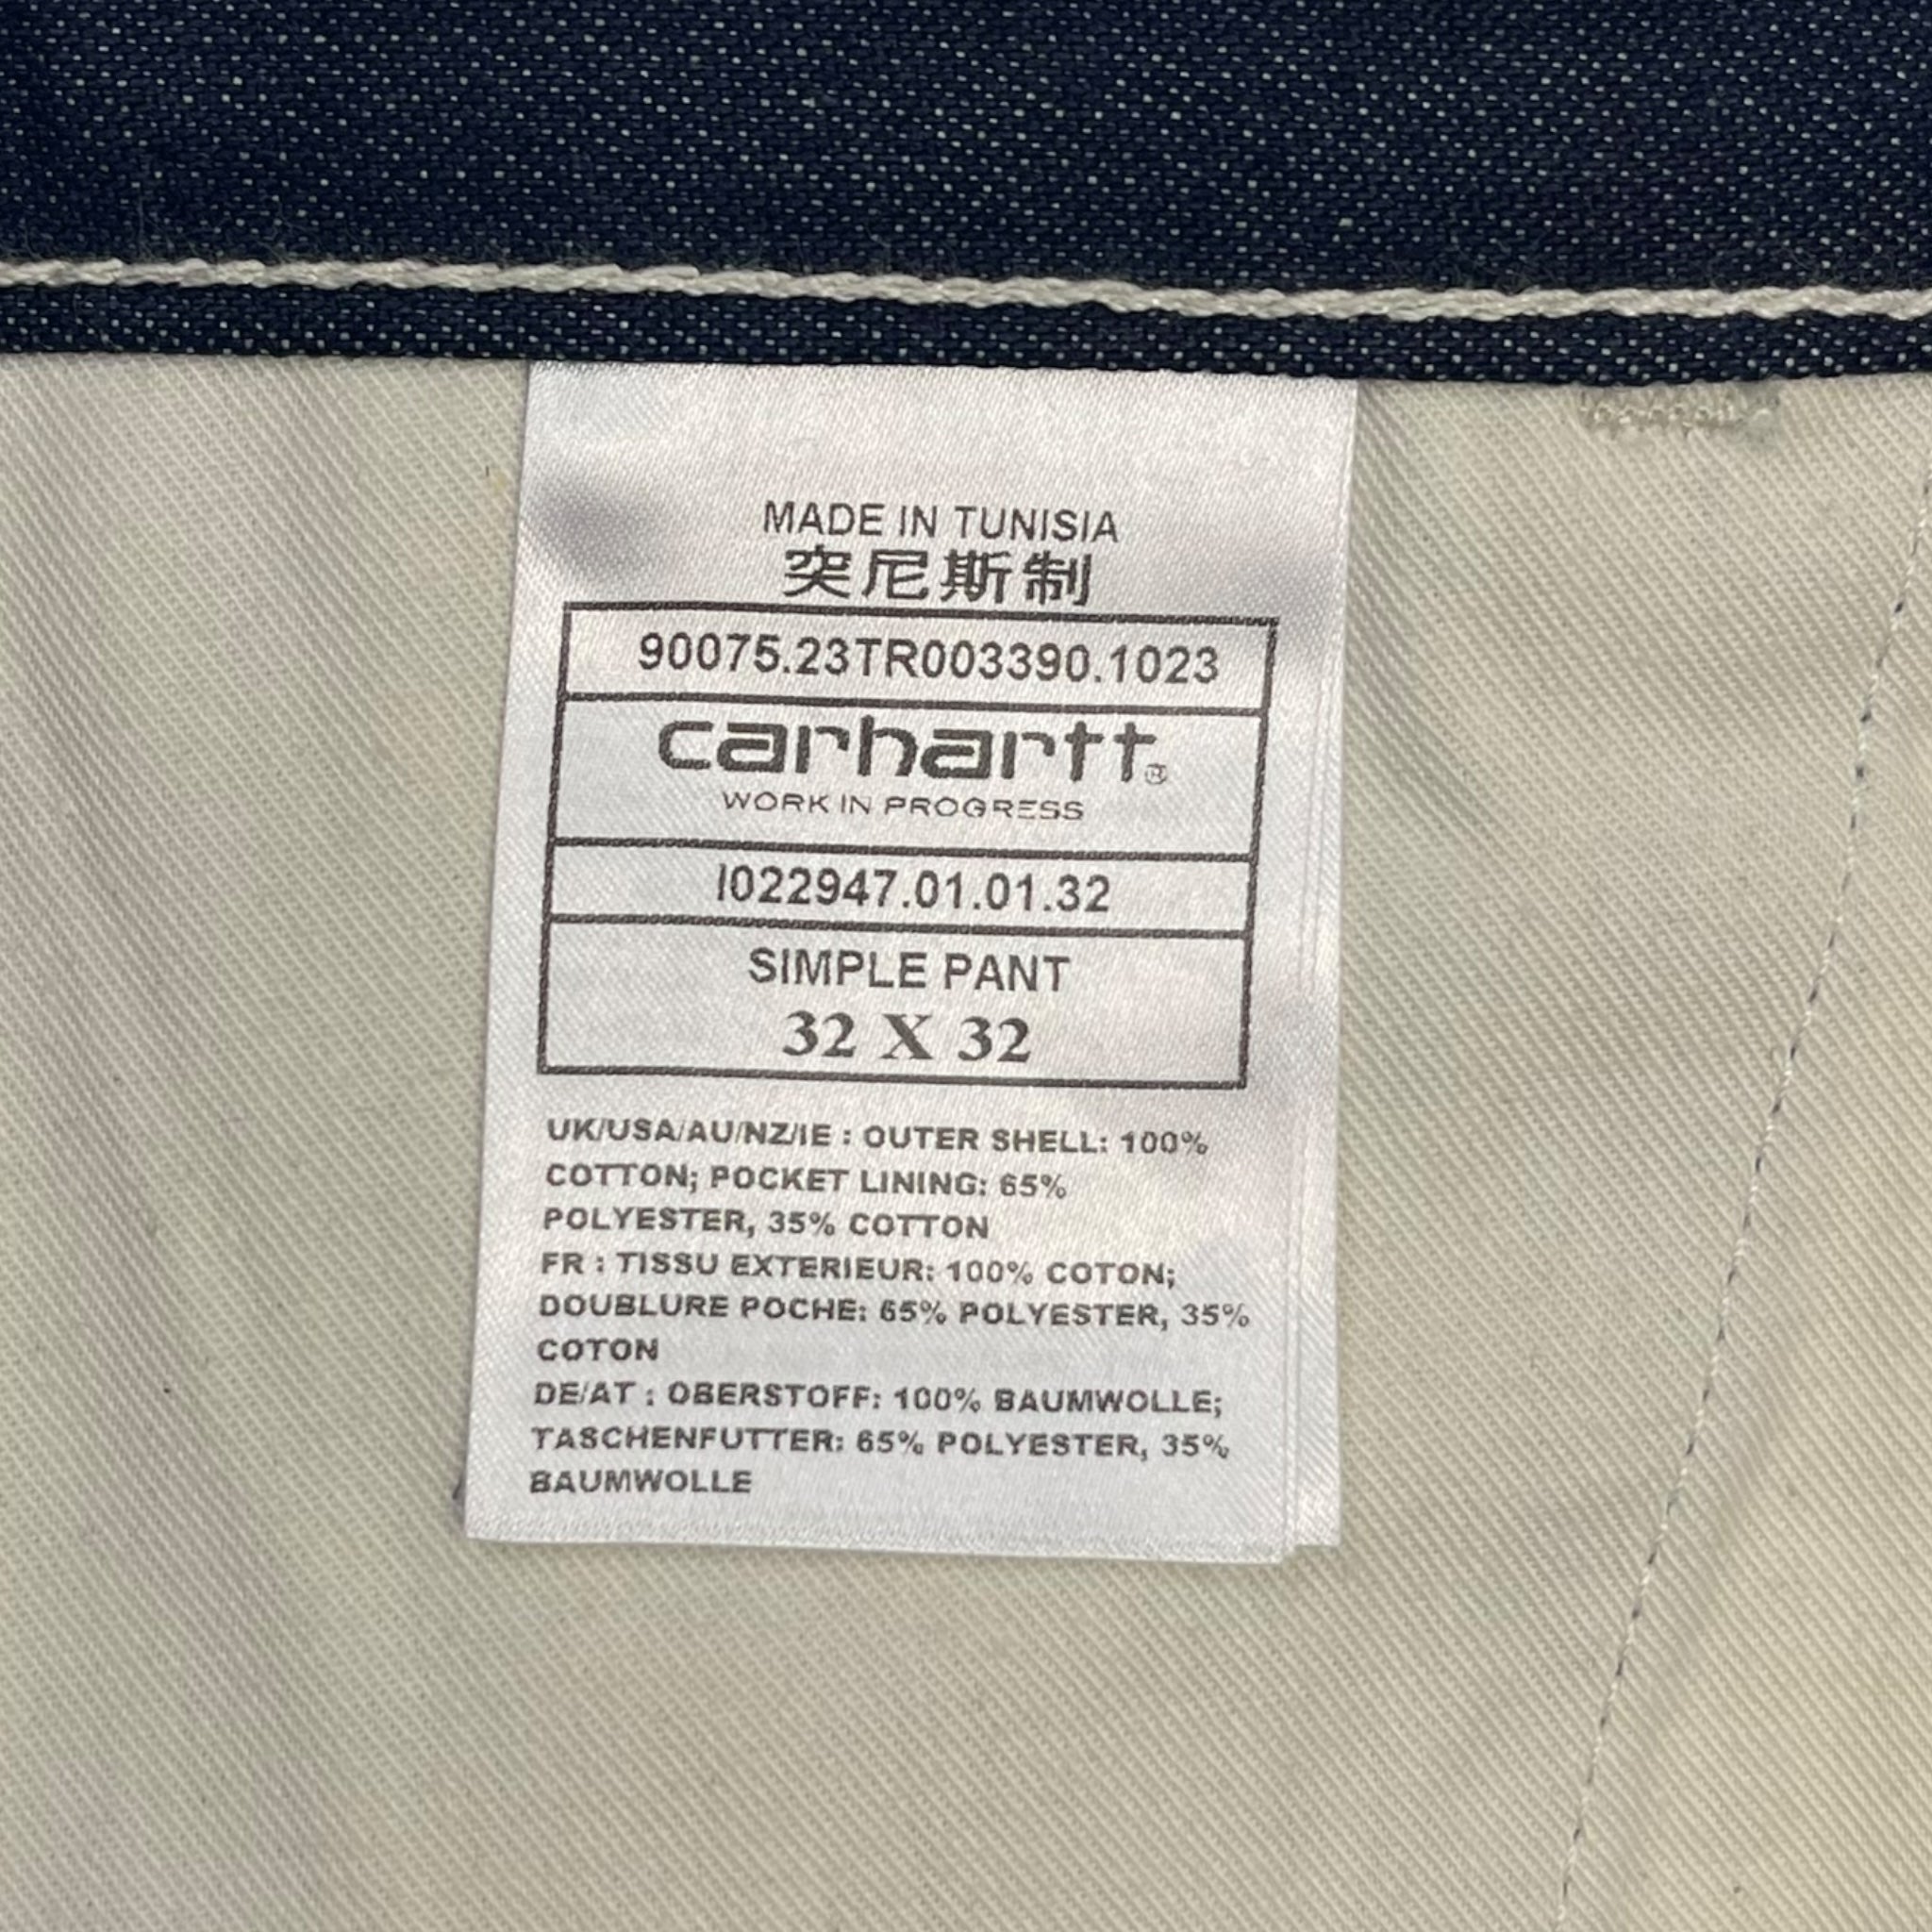 MADE IN TUNISIA
突尼斯制
90075.23TR003390.1023
carhartt®
WORK IN PROGRESS
I022947.01.01.32
SIMPLE PANT
32 X 32
UK/USA/AU/NZ/IE : OUTER SHELL: 100%
COTTON; POCKET LINING: 65%
POLYESTER, 35% COTTON
FR : TISSU EXTERIEUR: 100% COTON;
DOUBLURE POCHE: 65% POLYESTER, 35%
COTON
DE/AT : OBERSTOFF: 100% BAUMWOLLE;
TASCHENFUTTER: 65% POLYESTER, 35%
BAUMWOLLE